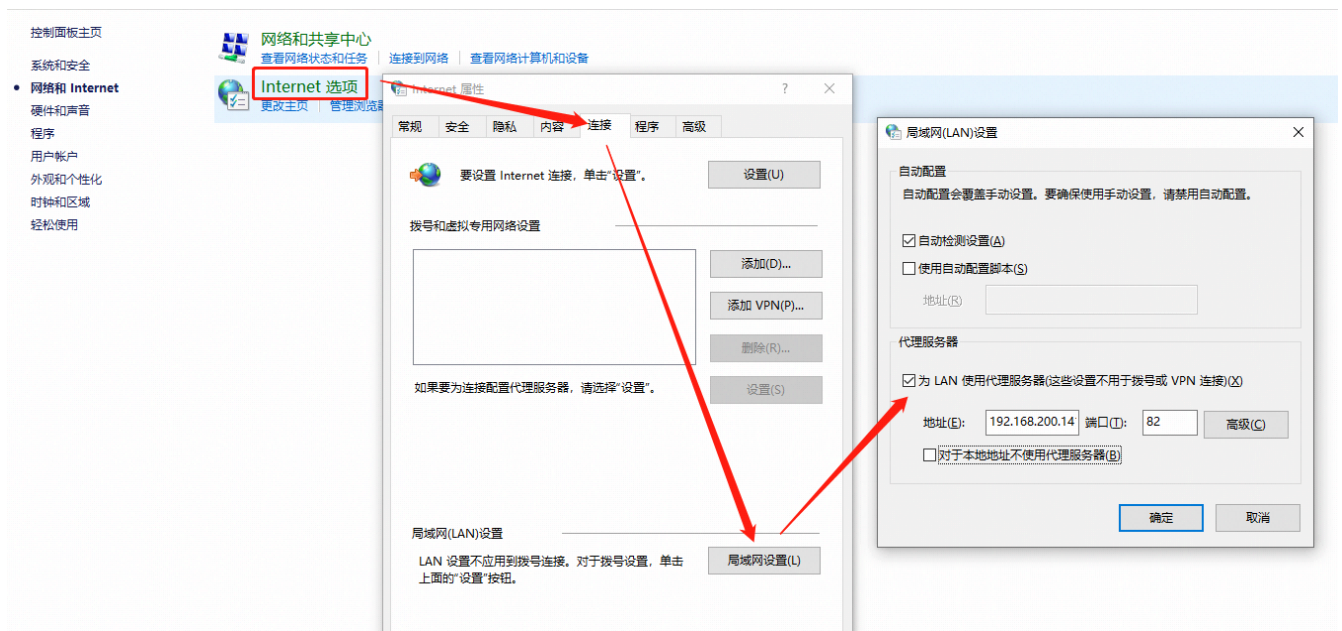 控制面板主页
系统和安全
网络和 Internet
硬件和声音
程序
用户帐户
外观和个性化
时钟和区域
轻松使用
网络和共享中心
查看网络状态和任务
连接到网络
查看网络计算机和设备
Internet 选项
更改主页
管理浏览器
Internet 属性
常规 安全 隐私 内容 连接 程序 高级
要设置 Internet 连接，单击“设置”。
设置(U)
拨号和虚拟专用网络设置
添加(D)...
添加 VPN(P)...
删除(R)...
如果要为连接配置代理服务器，请选择“设置”。
设置(S)
局域网(LAN)设置
LAN 设置不应用到拨号连接。对于拨号设置，单击
上面的“设置”按钮。
局域网设置(L)
局域网(LAN)设置
自动配置
自动配置会覆盖手动设置。要确保使用手动设置，请禁用自动配置。
自动检测设置(A)
使用自动配置脚本(S)
地址(R)
代理服务器
为 LAN 使用代理服务器(这些设置不用于拨号或 VPN 连接)(X)
地址(E): 192.168.200.14 端口(T): 82 高级(C)
对于本地地址不使用代理服务器(B)
确定 取消